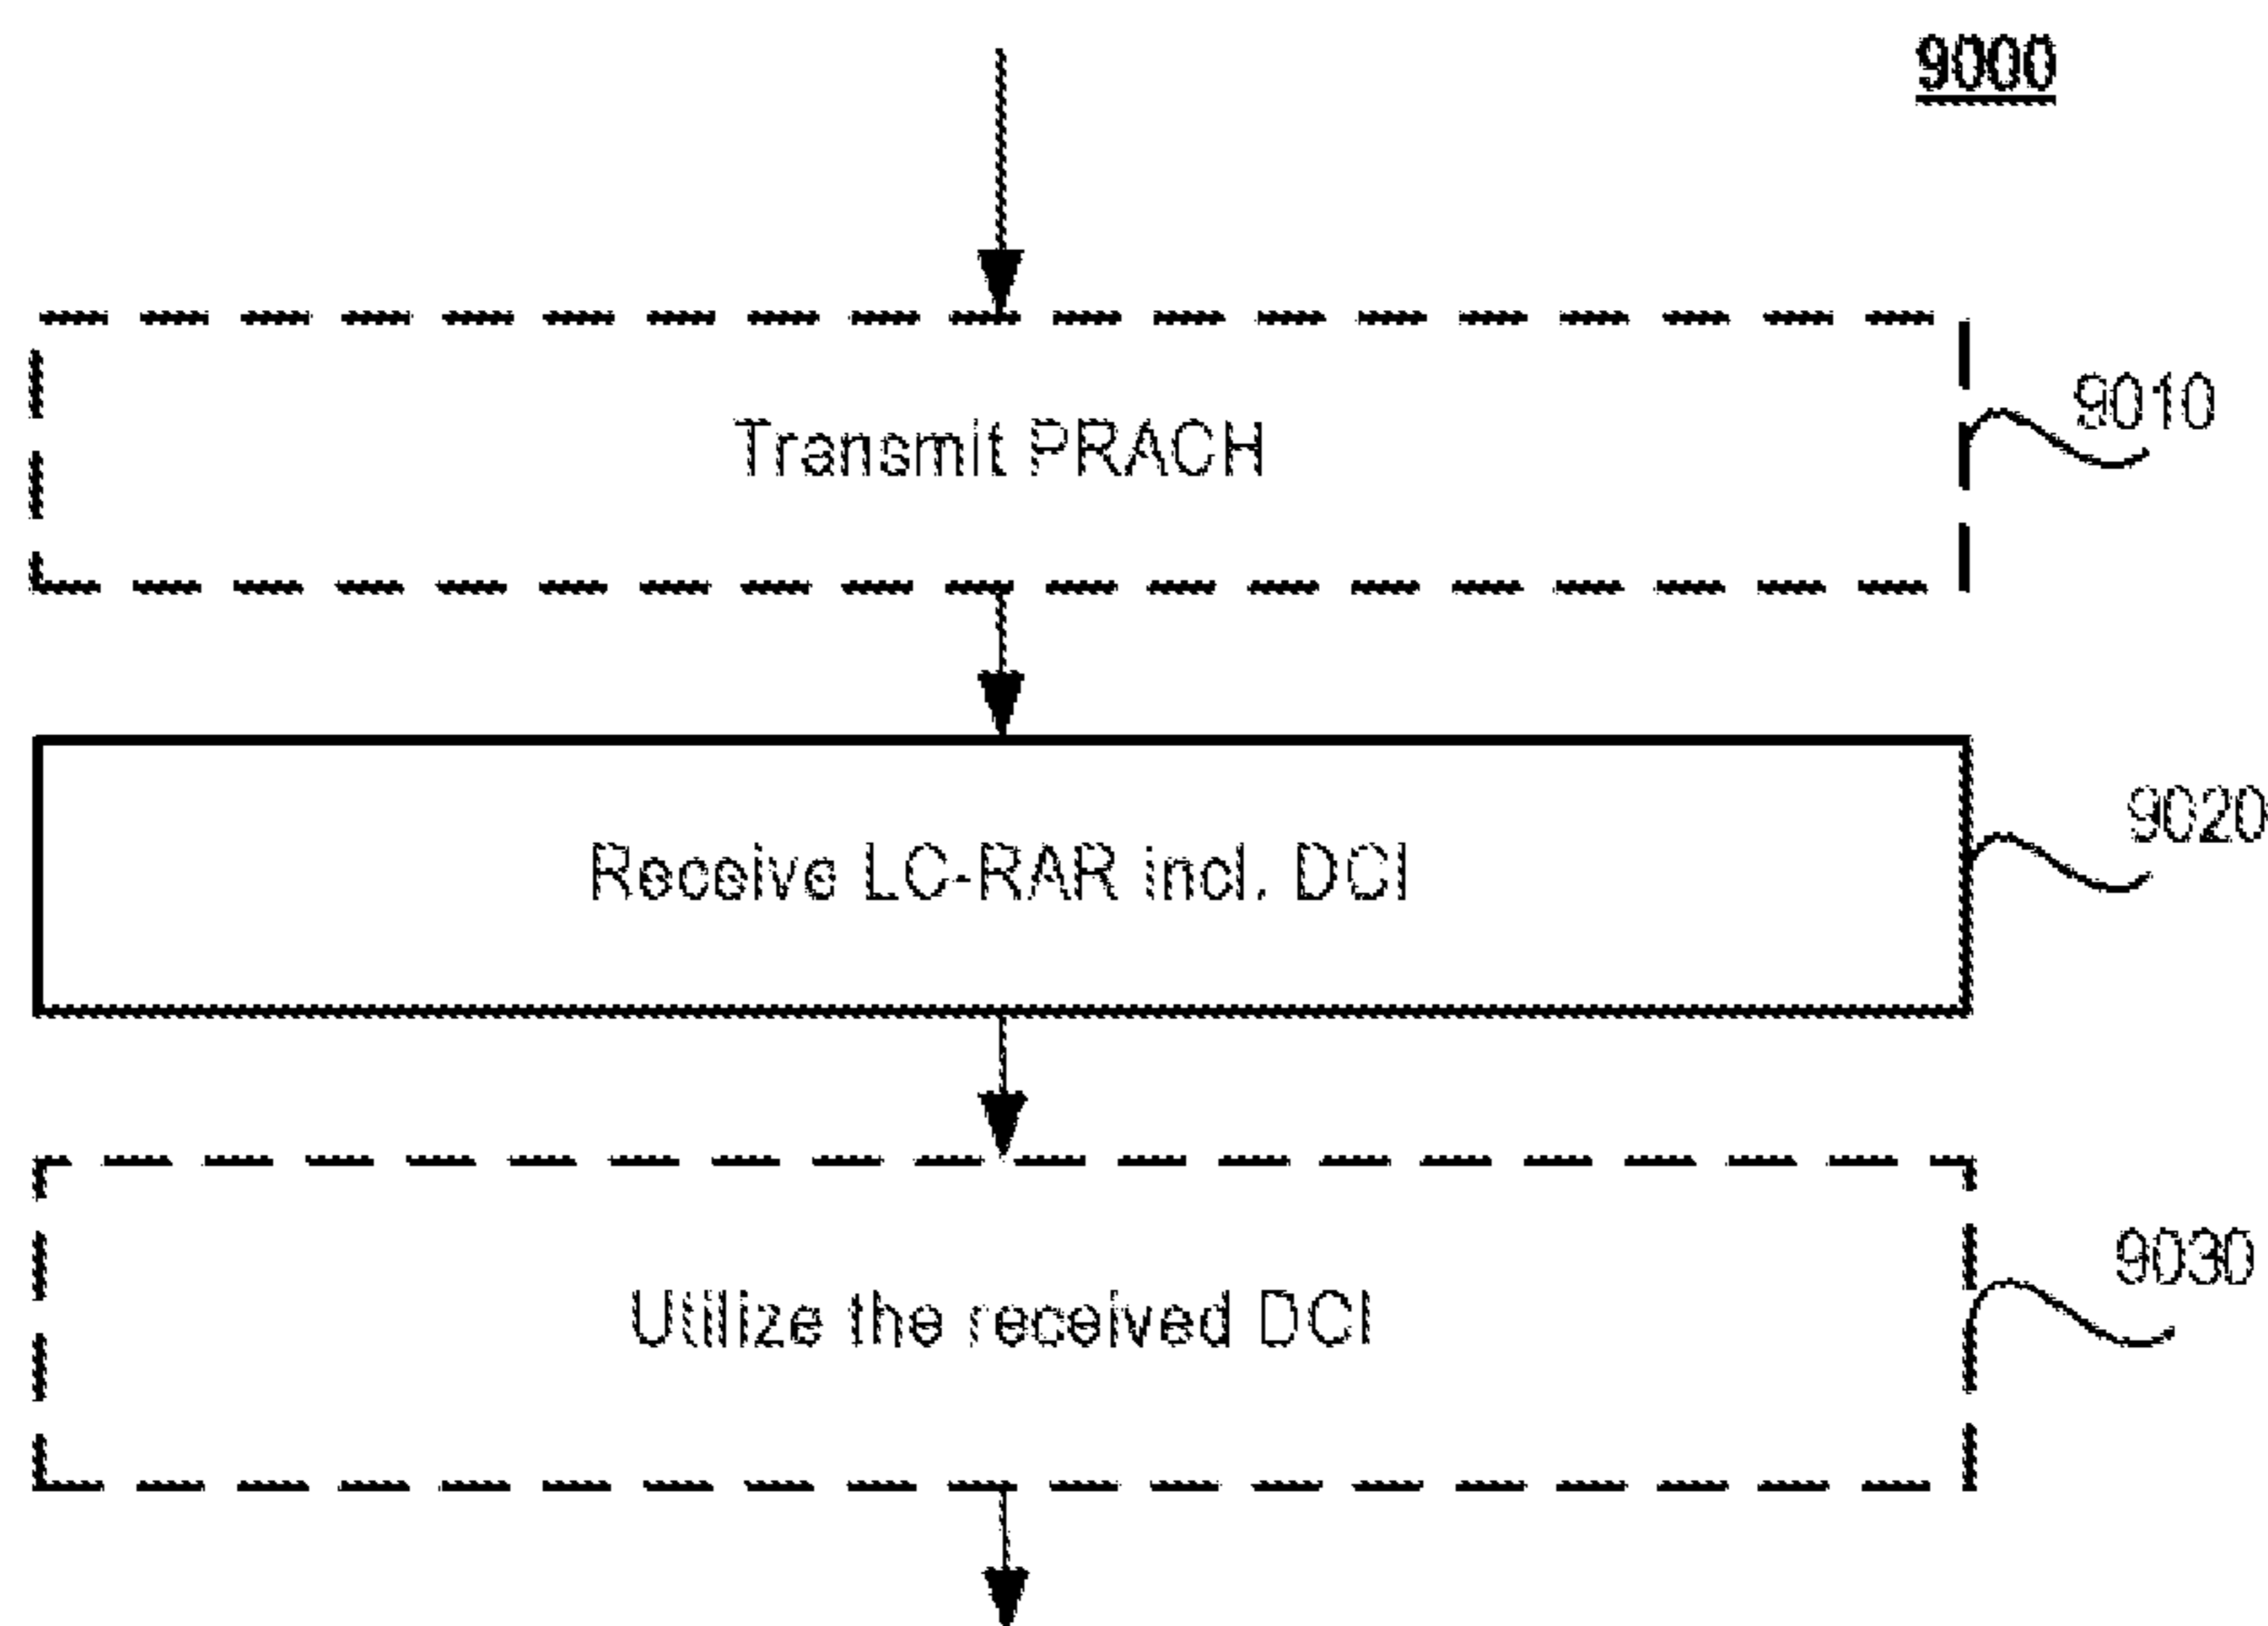 9000
Transmit PRACH
9010
Receive LC-RAR incl. DCI
9020
Utilize the received DCI
9030